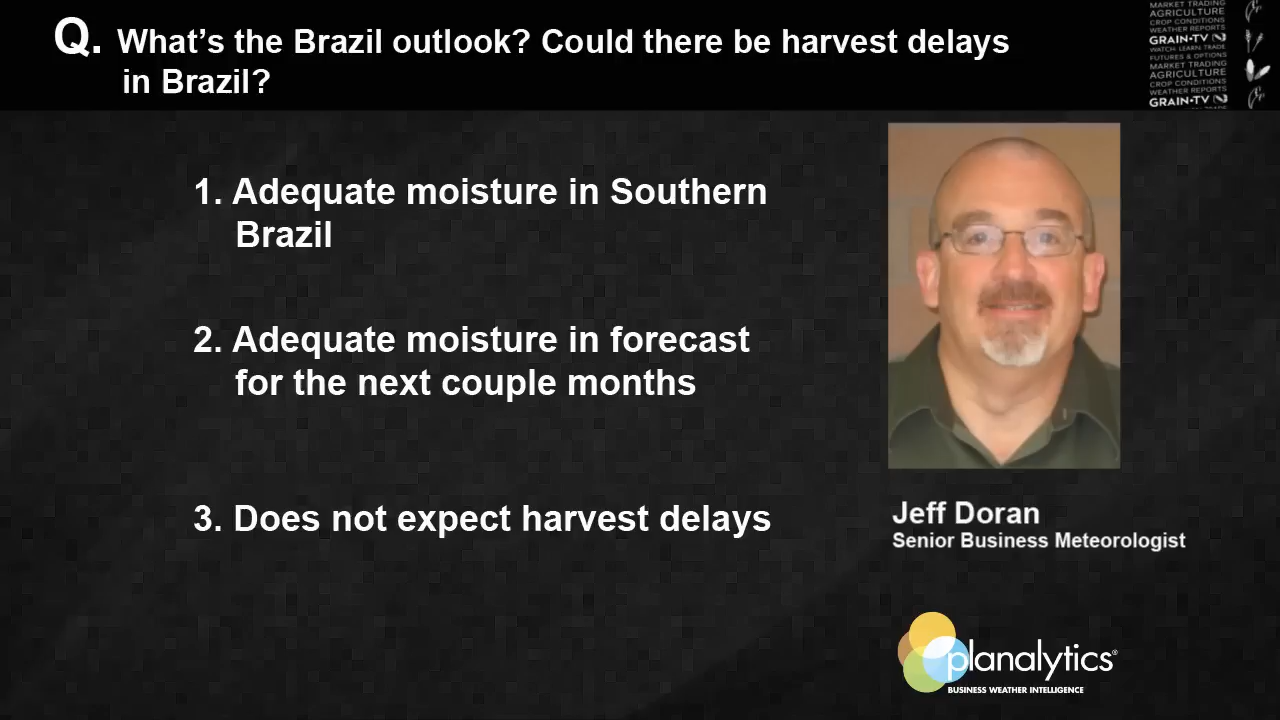 Q. What's the Brazil outlook? Could there be harvest delays
in Brazil?
MARKET TRADING
AGRICULTURE
CROP CONDITIONS
WEATHER REPORTS
GRAIN•TV
WATCH. LEARN. TRADE
FUTURES & OPTIONS
MARKET TRADING
AGRICULTURE
CROP CONDITIONS
WEATHER REPORTS
GRAIN•TV
1. Adequate moisture in Southern
Brazil
2. Adequate moisture in forecast
for the next couple months
3. Does not expect harvest delays
Jeff Doran
Senior Business Meteorologist
planalytics®
BUSINESS WEATHER INTELLIGENCE